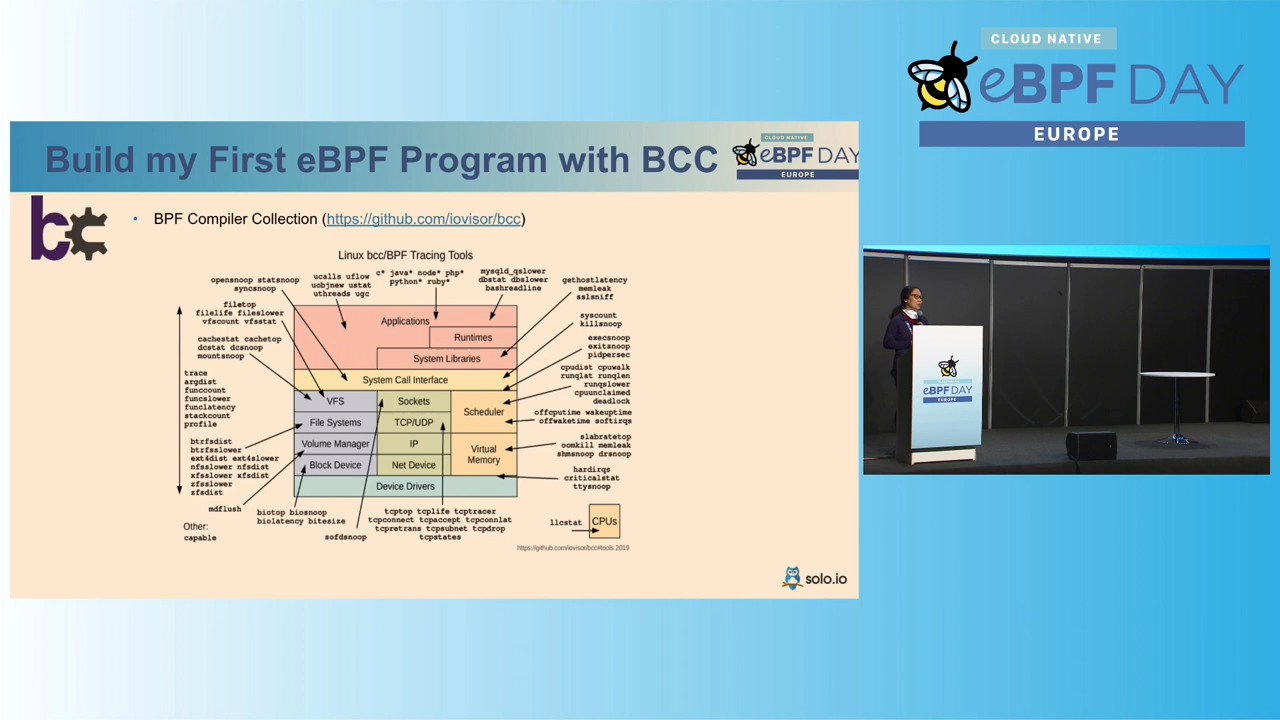 CLOUD NATIVE
eBPF DAY
EUROPE
Build my First eBPF Program with BCC
CLOUD NATIVE
eBPF DAY
EUROPE
bc
• BPF Compiler Collection (https://github.com/iovisor/bcc)
Linux bcc/BPF Tracing Tools
opensnoop statsnoop
syncsnoop
ucalls uflow
uobjnew ustat
uthreads ugc
c* java* node* php*
python* ruby*
mysqld_qslower
dbstat dbslower
bashreadline
gethostlatency
memleak
sslsniff
filetop
filelife fileslower
vfscount vfsstat
syscount
killsnoop
cachestat cachetop
dcstat dcsnoop
mountsnoop
execsnoop
exitsnoop
pidpersec
trace
argdist
funccount
funcslower
funclatency
stackcount
profile
cpudist cpuwalk
runqlat runqlen
runqslower
cpuunclaimed
deadlock
offcputime wakeuptime
offwaketime softirqs
btrfsdist
btrfsslower
ext4dist ext4slower
nfsslower nfsdist
xfsslower xfsdist
zfsslower
zfsdist
slabratetop
oomkill memleak
shmsnoop drsnoop
hardirqs
criticalstat
ttysnoop
Applications
Runtimes
System Libraries
System Call Interface
VFS
Sockets
Scheduler
File Systems
TCP/UDP
Volume Manager
IP
Virtual
Memory
Block Device
Net Device
Device Drivers
mdflush
biotop biosnoop
biolatency bitesize
sofdsnoop
tcptop tcplife tcptracer
tcpconnect tcpaccept tcpconnlat
tcpretrans tcpsubnet tcpdrop
tcpstates
llcstat
CPUs
Other:
capable
https://github.com/iovisor/bcc#tools 2019
solo.io
eBPF DAY
EUROPE